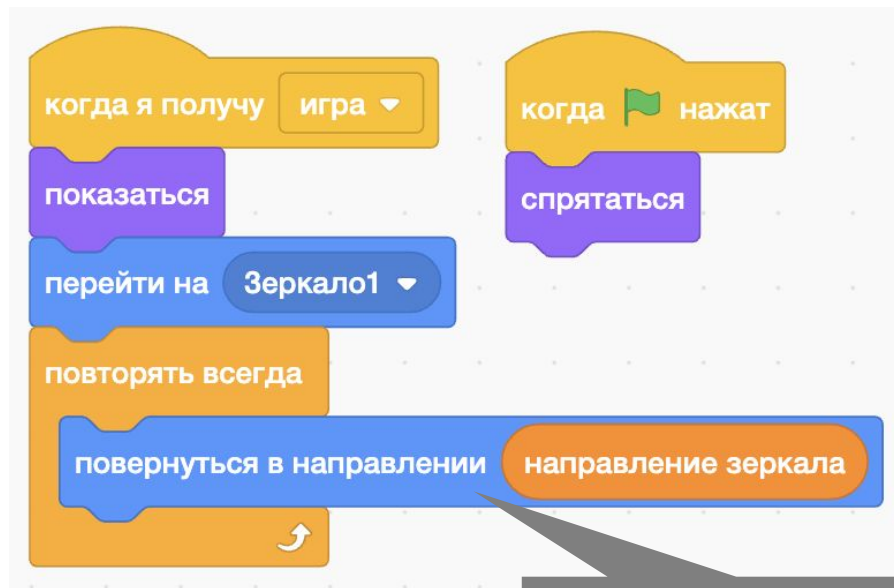 когда я получу игра
показаться
перейти на Зеркало1
повторять всегда
повернуться в направлении направление зеркала
когда нажат
спрятаться